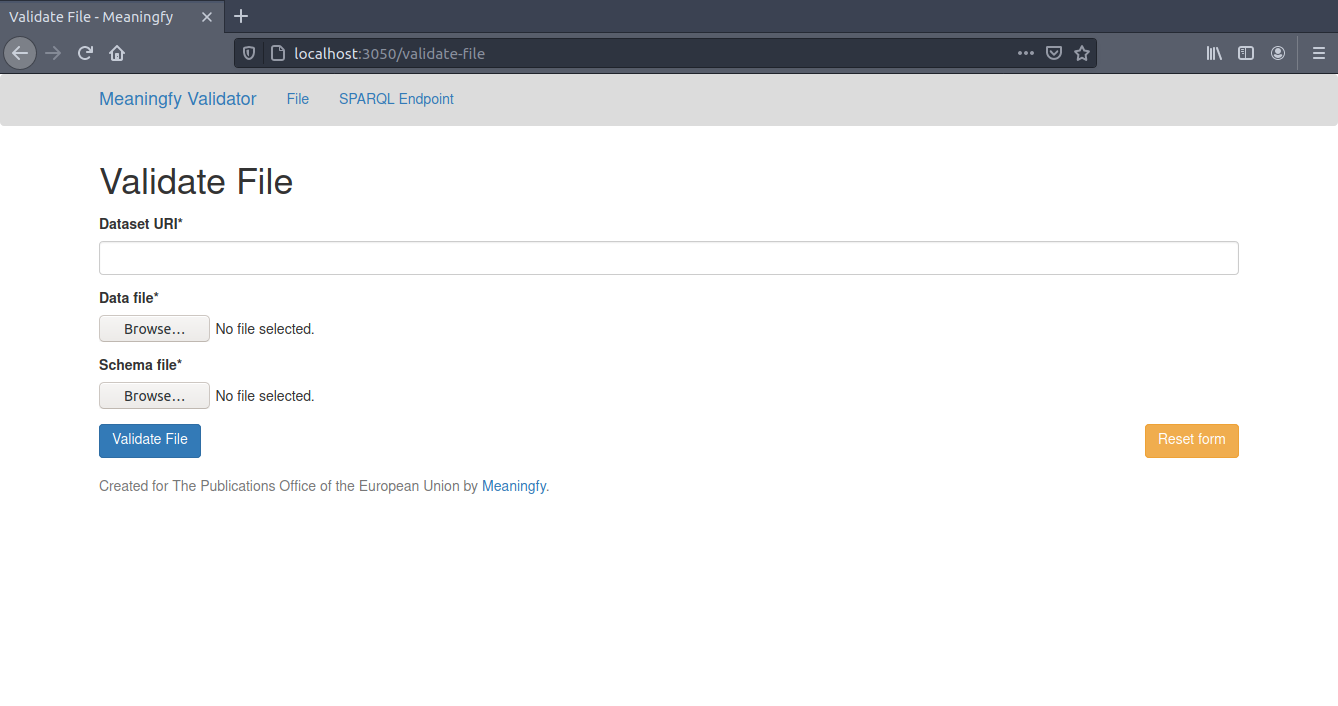 Validate File - Meaningfy
localhost:3050/validate-file
Meaningfy Validator File SPARQL Endpoint
Validate File
Dataset URI*
Data file*
Browse... No file selected.
Schema file*
Browse... No file selected.
Validate File Reset form
Created for The Publications Office of the European Union by Meaningfy.